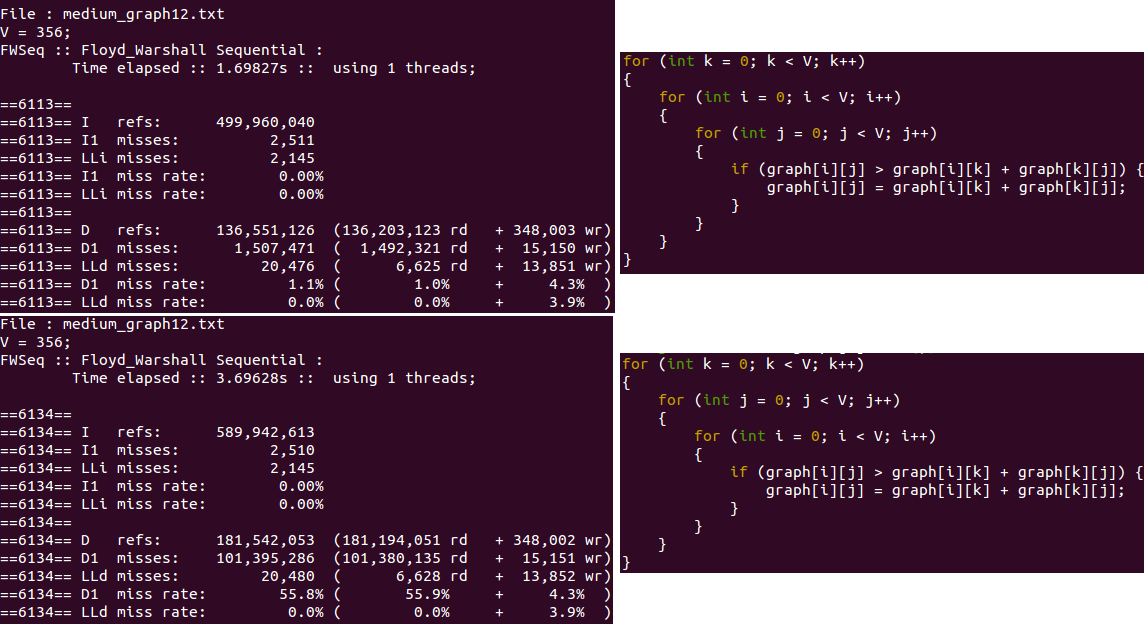 File : medium_graph12.txt
V = 356;
FWSeq :: Floyd_Warshall Sequential :
        Time elapsed :: 1.69827s ::  using 1 threads;

==6113==
==6113== I   refs:      499,960,040
==6113== I1  misses:          2,511
==6113== LLi misses:          2,145
==6113== I1  miss rate:        0.00%
==6113== LLi miss rate:        0.00%
==6113==
==6113== D   refs:      136,551,126  (136,203,123 rd   + 348,003 wr)
==6113== D1  misses:      1,507,471  (  1,492,321 rd   +  15,150 wr)
==6113== LLd misses:         20,476  (      6,625 rd   +  13,851 wr)
==6113== D1  miss rate:         1.1% (        1.0%     +     4.3%  )
==6113== LLd miss rate:         0.0% (        0.0%     +     3.9%  )
for (int k = 0; k < V; k++)
{
    for (int i = 0; i < V; i++)
    {
        for (int j = 0; j < V; j++)
        {
            if (graph[i][j] > graph[i][k] + graph[k][j]) {
                graph[i][j] = graph[i][k] + graph[k][j];
            }
        }
    }
}
File : medium_graph12.txt
V = 356;
FWSeq :: Floyd_Warshall Sequential :
        Time elapsed :: 3.69628s ::  using 1 threads;

==6134==
==6134== I   refs:      589,942,613
==6134== I1  misses:          2,510
==6134== LLi misses:          2,145
==6134== I1  miss rate:        0.00%
==6134== LLi miss rate:        0.00%
==6134==
==6134== D   refs:      181,542,053  (181,194,051 rd   + 348,002 wr)
==6134== D1  misses:    101,395,286  (101,380,135 rd   +  15,151 wr)
==6134== LLd misses:         20,480  (      6,628 rd   +  13,852 wr)
==6134== D1  miss rate:        55.8% (       55.9%     +     4.3%  )
==6134== LLd miss rate:         0.0% (        0.0%     +     3.9%  )
for (int k = 0; k < V; k++)
{
    for (int j = 0; j < V; j++)
    {
        for (int i = 0; i < V; i++)
        {
            if (graph[i][j] > graph[i][k] + graph[k][j]) {
                graph[i][j] = graph[i][k] + graph[k][j];
            }
        }
    }
}